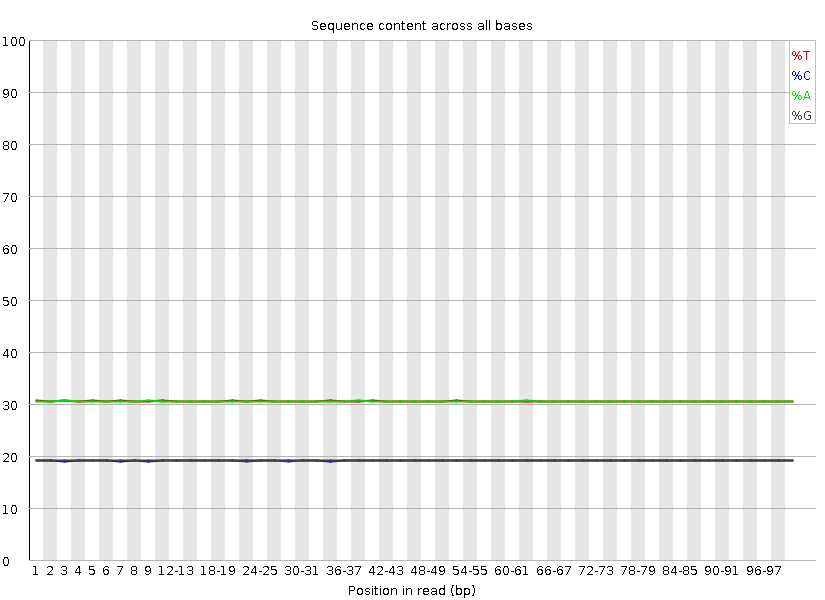 Sequence content across all bases
100
90
80
70
60
50
40
30
20
10
0
%T
%C
%A
%G
1 2 3 4 5 6 7 8 9 12-13 18-19 24-25 30-31 36-37 42-43 48-49 54-55 60-61 66-67 72-73 78-79 84-85 90-91 96-97
Position in read (bp)